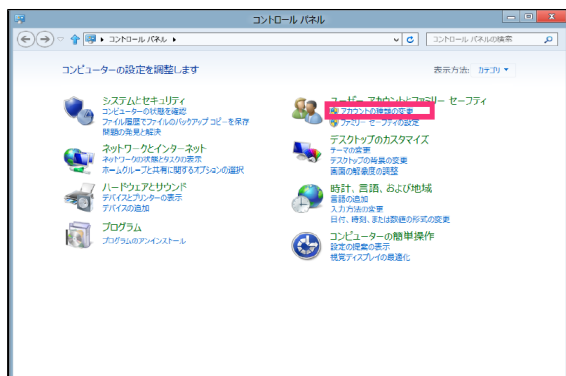 コントロール パネル
コントロール パネル
コントロール パネルの検索
コンピューターの設定を調整します
表示方法: カテゴリ
システムとセキュリティ
コンピューターの状態を確認
ファイル履歴でファイルのバックアップ コピーを保存
問題の発見と解決
ネットワークとインターネット
ネットワークの状態とタスクの表示
ホームグループと共有に関するオプションの選択
ハードウェアとサウンド
デバイスとプリンターの表示
デバイスの追加
プログラム
プログラムのアンインストール
ユーザー アカウントとファミリー セーフティ
アカウントの種類の変更
ファミリー セーフティの設定
デスクトップのカスタマイズ
テーマの変更
デスクトップの背景の変更
画面の解像度の調整
時計、言語、および地域
言語の追加
入力方法の変更
日付、時刻、または数値の形式の変更
コンピューターの簡単操作
設定の提案の表示
視覚ディスプレイの最適化